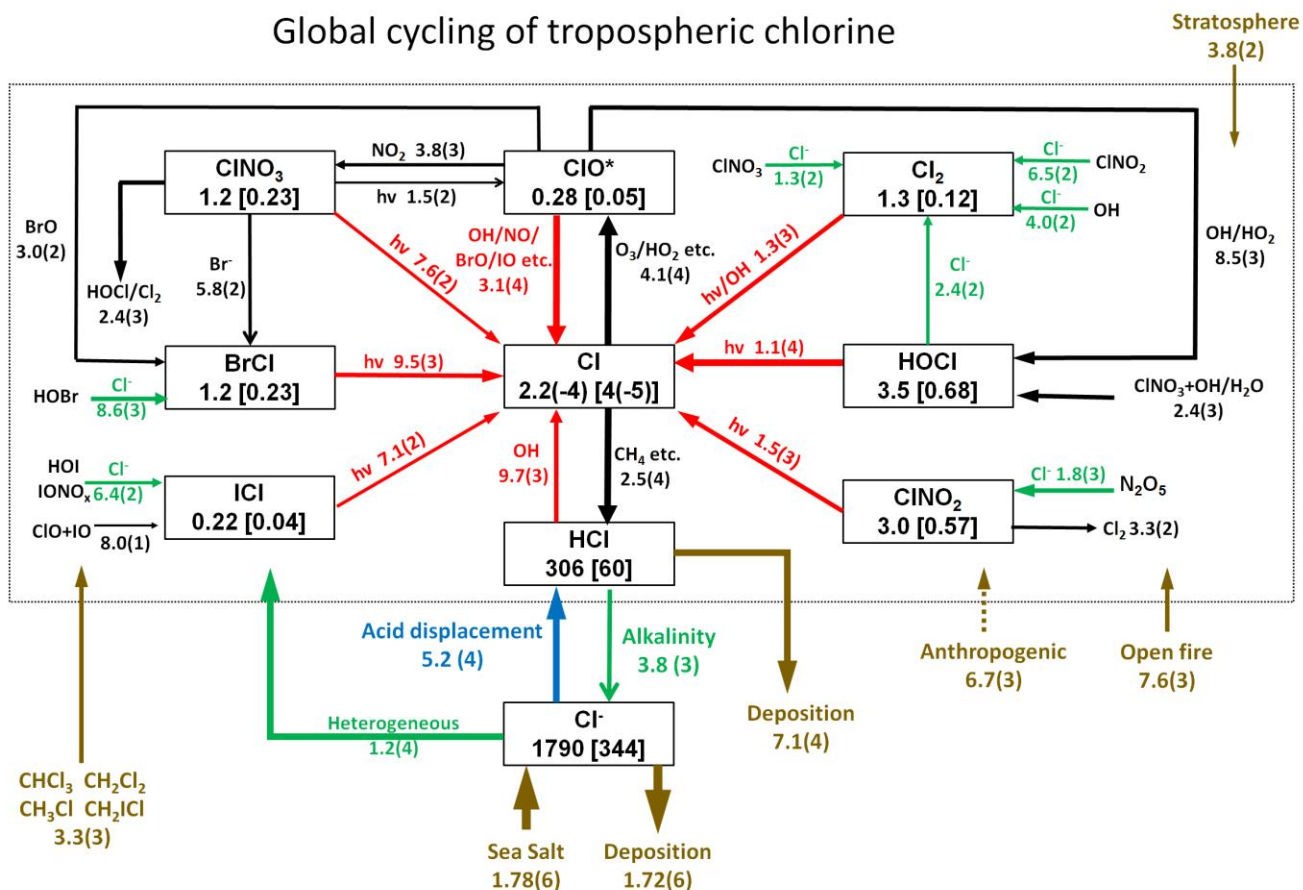 Global cycling of tropospheric chlorine
Stratosphere
3.8(2)
ClNO₃
1.2 [0.23]
NO₂ 3.8(3)
hv 1.5(2)
ClO*
0.28 [0.05]
ClNO₃
Cl⁻
1.3(2)
Cl₂
1.3 [0.12]
Cl⁻
6.5(2)
ClNO₂
Cl⁻
4.0(2)
OH
BrO
3.0(2)
HOCl/Cl₂
2.4(3)
Br⁻
5.8(2)
hv 7.6(2)
OH/NO/
BrO/IO etc.
3.1(4)
O₃/HO₂ etc.
4.1(4)
hv/OH 1.3(3)
Cl⁻
2.4(2)
OH/HO₂
8.5(3)
BrCl
1.2 [0.23]
hv 9.5(3)
Cl
2.2(-4) [4(-5)]
hv 1.1(4)
HOCl
3.5 [0.68]
HOBr
Cl⁻
8.6(3)
ClNO₃+OH/H₂O
2.4(3)
HOI
IONOₓ
Cl⁻
6.4(2)
ClO+IO
8.0(1)
ICl
0.22 [0.04]
hv 7.1(2)
OH
9.7(3)
CH₄ etc.
2.5(4)
hv 1.5(3)
ClNO₂
3.0 [0.57]
Cl⁻ 1.8(3)
N₂O₅
Cl₂ 3.3(2)
HCl
306 [60]
Acid displacement
5.2 (4)
Alkalinity
3.8 (3)
Deposition
7.1(4)
Anthropogenic
6.7(3)
Open fire
7.6(3)
Heterogeneous
1.2(4)
Cl⁻
1790 [344]
CHCl₃ CH₂Cl₂
CH₃Cl CH₂ICl
3.3(3)
Sea Salt
1.78(6)
Deposition
1.72(6)